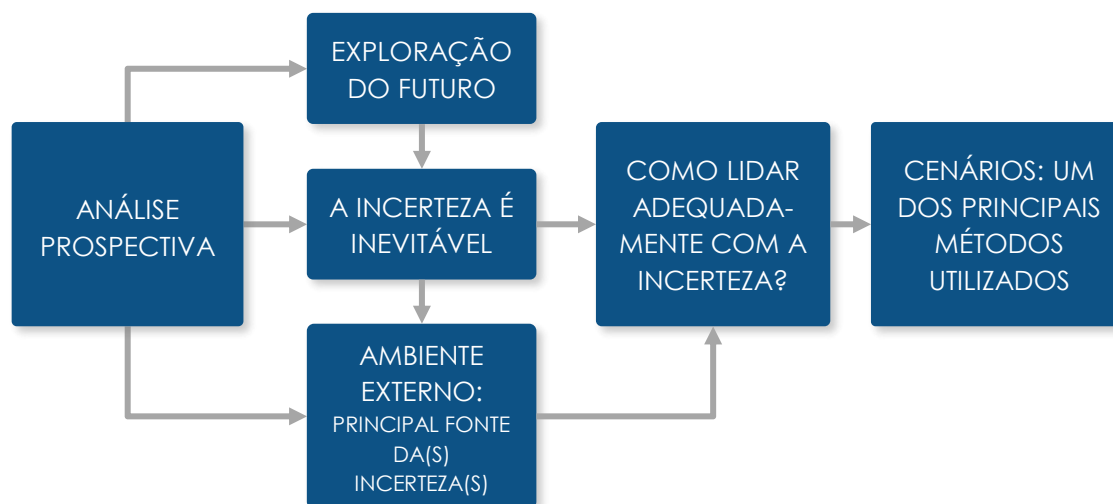 ANÁLISE
PROSPECTIVA
EXPLORAÇÃO
DO FUTURO
A INCERTEZA É
INEVITÁVEL
AMBIENTE
EXTERNO:
PRINCIPAL FONTE
DA(S)
INCERTEZA(S)
COMO LIDAR
ADEQUADA-
MENTE COM A
INCERTEZA?
CENÁRIOS: UM
DOS PRINCIPAIS
MÉTODOS
UTILIZADOS